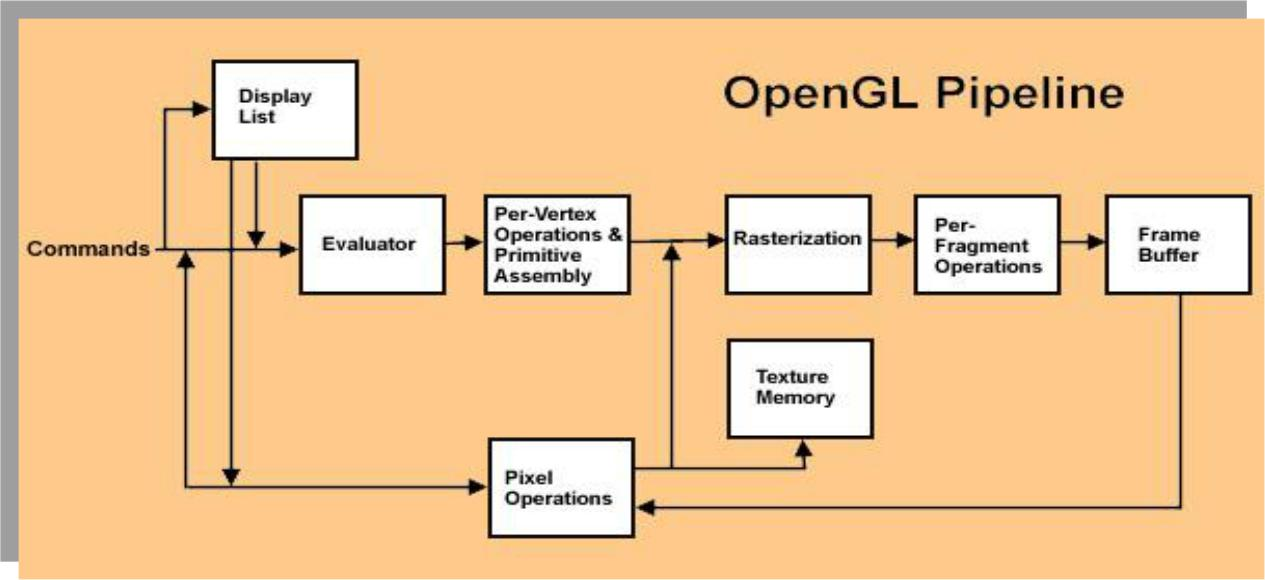 OpenGL Pipeline
Display
List
Commands
Evaluator
Per-Vertex
Operations &
Primitive
Assembly
Rasterization
Per-
Fragment
Operations
Frame
Buffer
Texture
Memory
Pixel
Operations